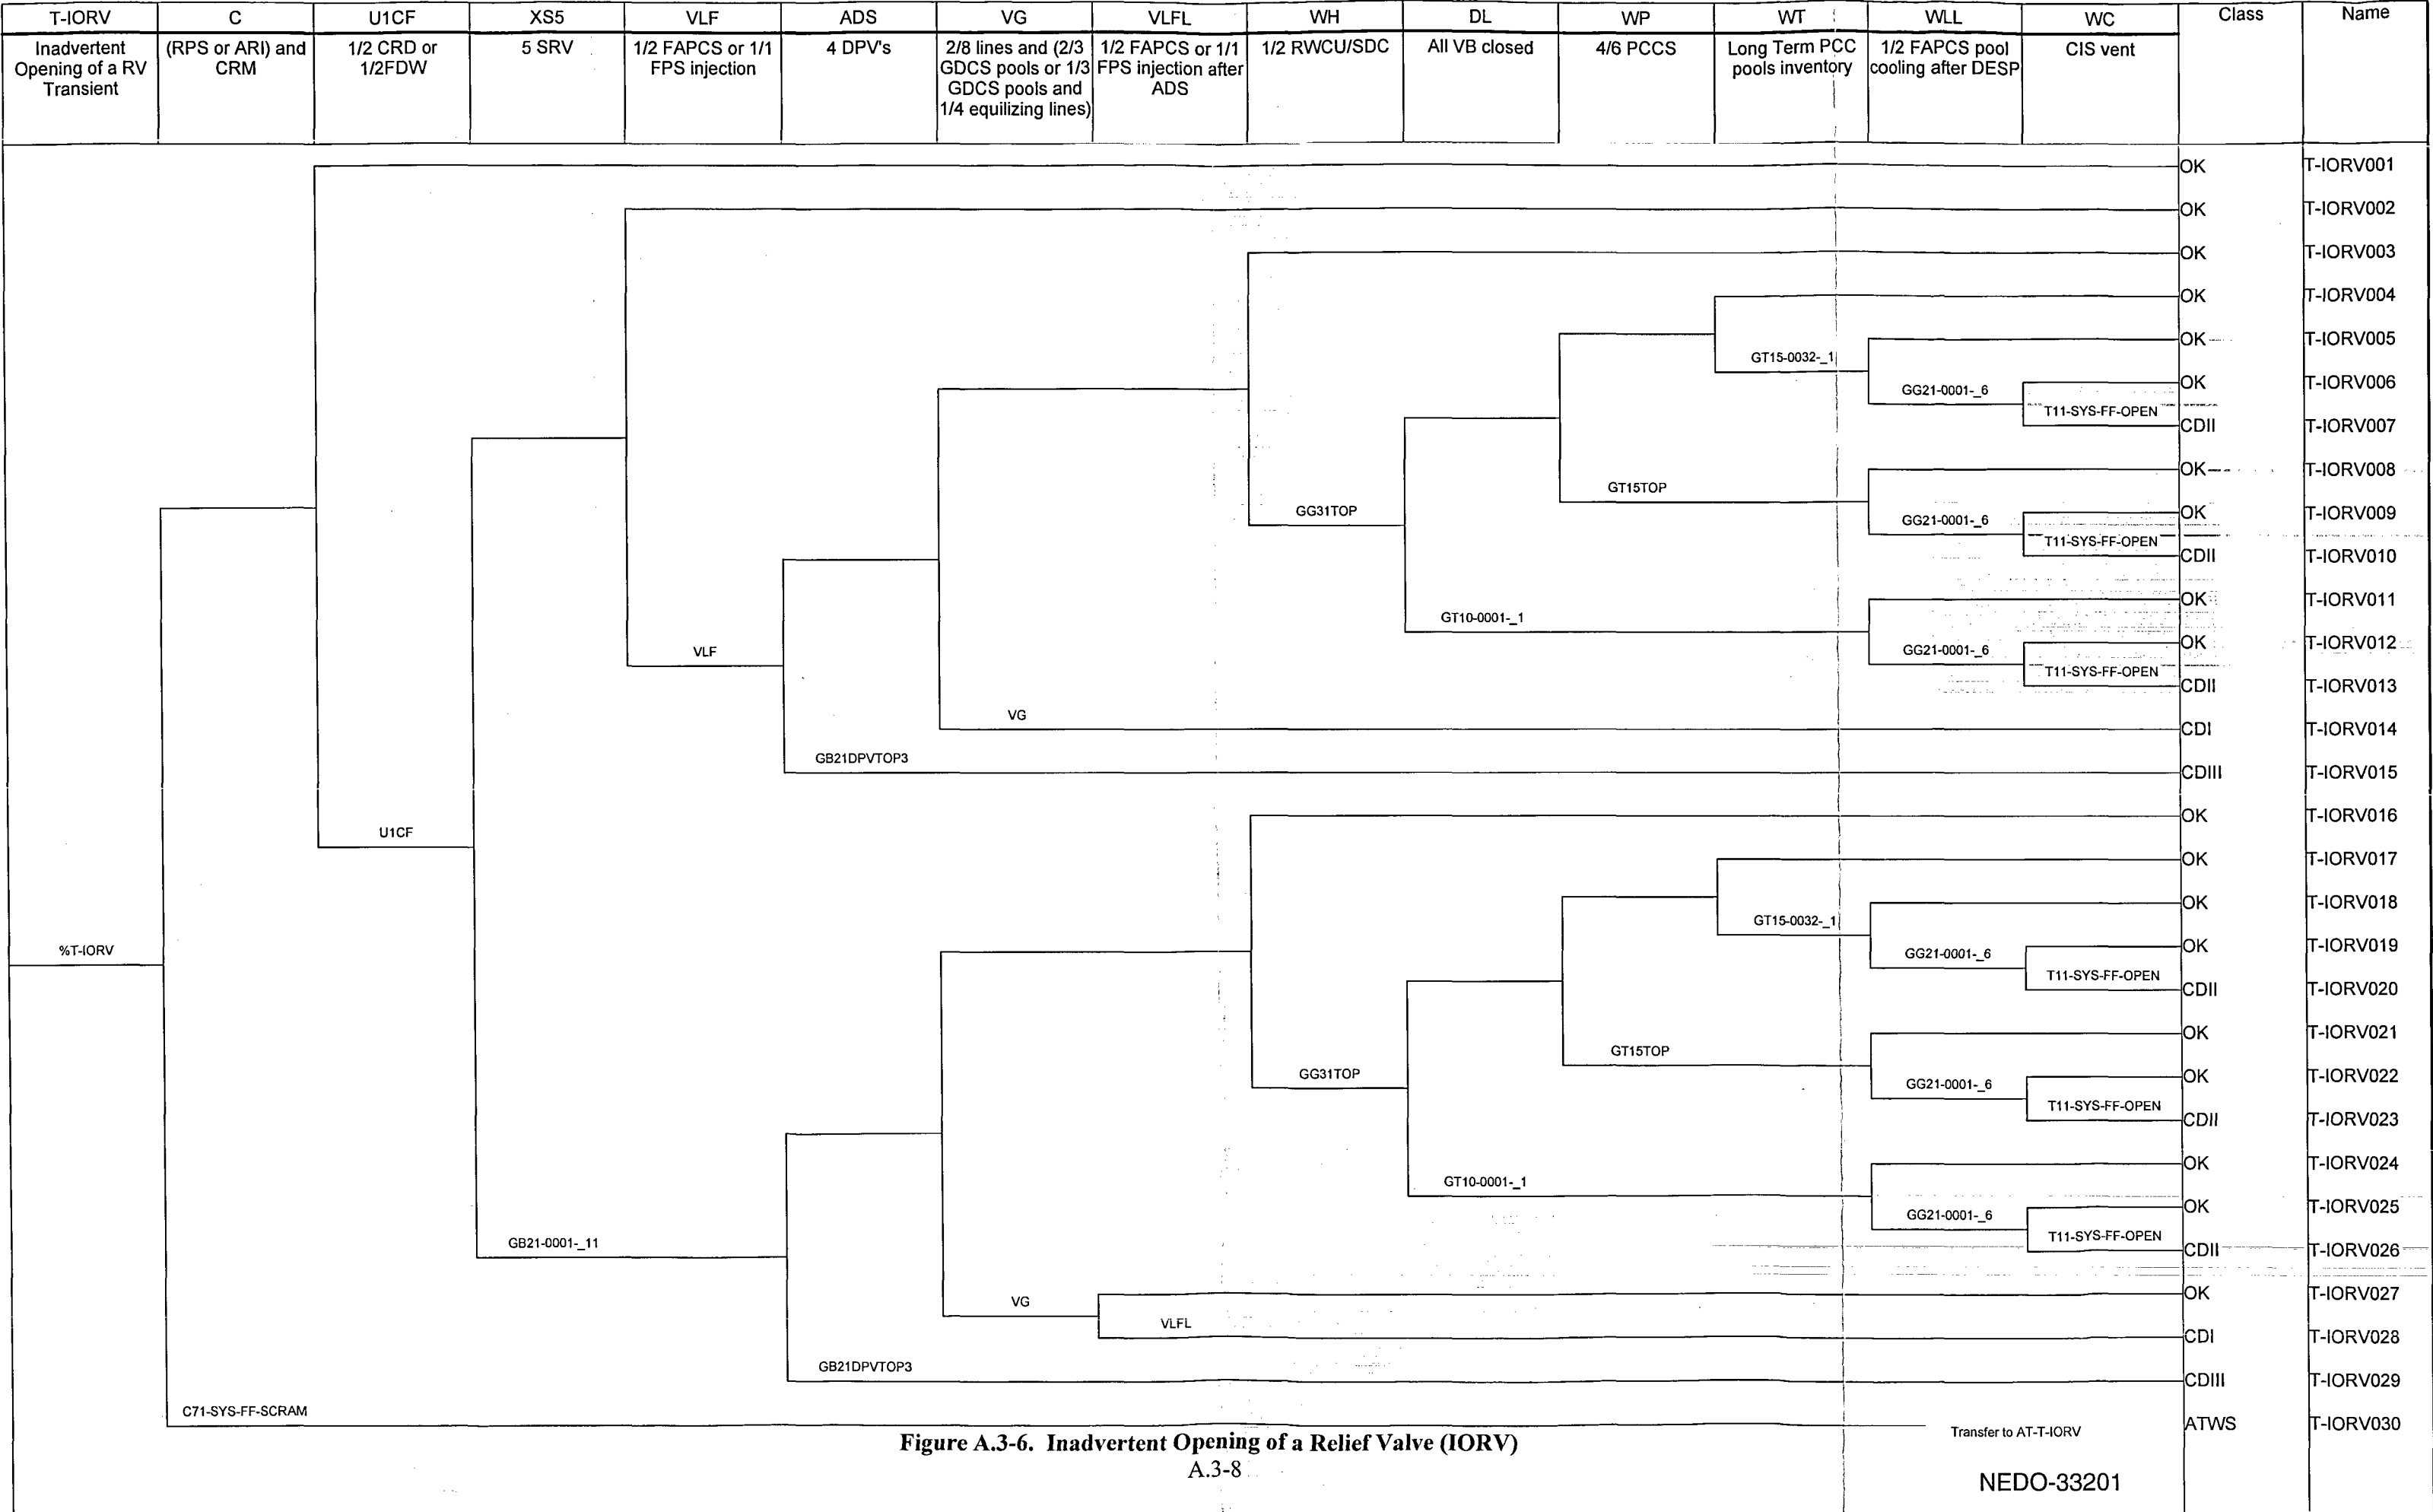 T-IORV C U1CF XS5 VLF ADS VG VLFL WH DL WP WT WLL WC Class Name
Inadvertent Opening of a RV Transient
(RPS or ARI) and CRM
1/2 CRD or 1/2FDW
5 SRV
1/2 FAPCS or 1/1 FPS injection
4 DPV's
2/8 lines and (2/3 GDCS pools or 1/3 GDCS pools and 1/4 equilizing lines)
1/2 FAPCS or 1/1 FPS injection after ADS
1/2 RWCU/SDC
All VB closed
4/6 PCCS
Long Term PCC pools inventory
1/2 FAPCS pool cooling after DESP
CIS vent
OK T-IORV001
OK T-IORV002
OK T-IORV003
OK T-IORV004
OK T-IORV005
GT15-0032-_1
OK T-IORV006
GG21-0001-_6
T11-SYS-FF-OPEN
CDII T-IORV007
OK T-IORV008
GT15TOP
GG31TOP
OK T-IORV009
GG21-0001-_6
T11-SYS-FF-OPEN
CDII T-IORV010
OK T-IORV011
GT10-0001-_1
OK T-IORV012
GG21-0001-_6
VLF
T11-SYS-FF-OPEN
CDII T-IORV013
VG
CDI T-IORV014
GB21DPVTOP3
CDIII T-IORV015
OK T-IORV016
U1CF
OK T-IORV017
OK T-IORV018
GT15-0032-_1
OK T-IORV019
%T-IORV
GG21-0001-_6
T11-SYS-FF-OPEN
CDII T-IORV020
OK T-IORV021
GT15TOP
GG31TOP
OK T-IORV022
GG21-0001-_6
T11-SYS-FF-OPEN
CDII T-IORV023
OK T-IORV024
GT10-0001-_1
OK T-IORV025
GG21-0001-_6
T11-SYS-FF-OPEN
GB21-0001-_11
CDII T-IORV026
OK T-IORV027
VG
VLFL
CDI T-IORV028
GB21DPVTOP3
CDIII T-IORV029
C71-SYS-FF-SCRAM
Transfer to AT-T-IORV
ATWS T-IORV030
Figure A.3-6. Inadvertent Opening of a Relief Valve (IORV)
A.3-8
NEDO-33201